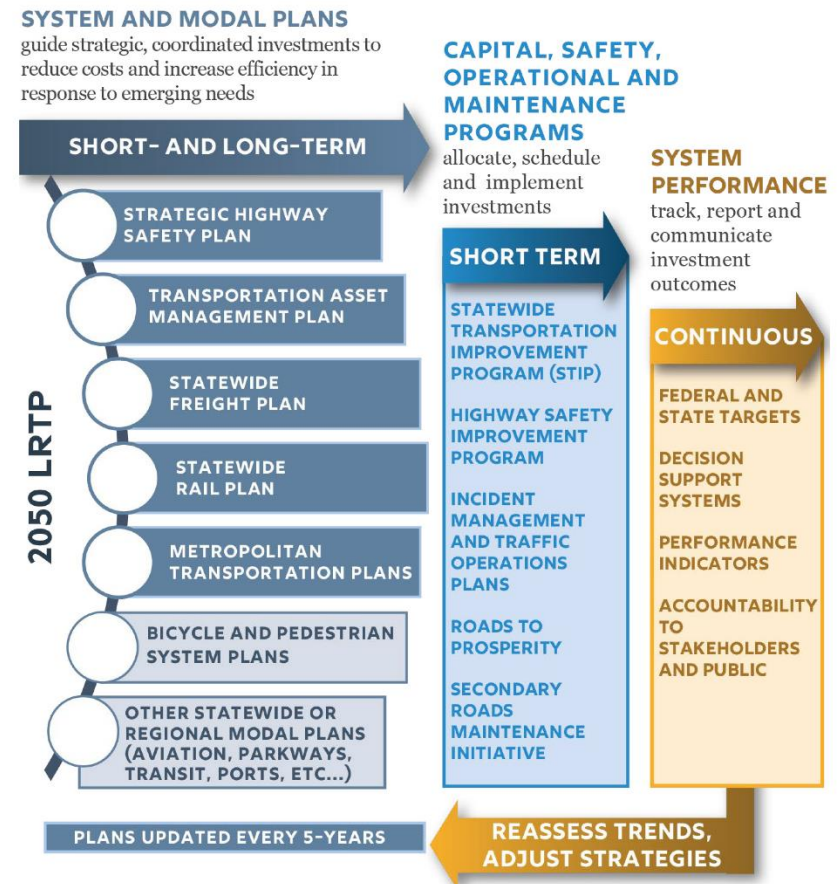 SYSTEM AND MODAL PLANS
guide strategic, coordinated investments to
reduce costs and increase efficiency in
response to emerging needs
SHORT- AND LONG-TERM
2050 LRTP
STRATEGIC HIGHWAY
SAFETY PLAN
TRANSPORTATION ASSET
MANAGEMENT PLAN
STATEWIDE
FREIGHT PLAN
STATEWIDE
RAIL PLAN
METROPOLITAN
TRANSPORTATION PLANS
BICYCLE AND PEDESTRIAN
SYSTEM PLANS
OTHER STATEWIDE OR
REGIONAL MODAL PLANS
(AVIATION, PARKWAYS,
TRANSIT, PORTS, ETC...)
PLANS UPDATED EVERY 5-YEARS
CAPITAL, SAFETY,
OPERATIONAL AND
MAINTENANCE
PROGRAMS
allocate, schedule
and implement
investments
SHORT TERM
STATEWIDE
TRANSPORTATION
IMPROVEMENT
PROGRAM (STIP)
HIGHWAY SAFETY
IMPROVEMENT
PROGRAM
INCIDENT
MANAGEMENT
AND TRAFFIC
OPERATIONS
PLANS
ROADS TO
PROSPERITY
SECONDARY
ROADS
MAINTENANCE
INITIATIVE
SYSTEM
PERFORMANCE
track, report and
communicate
investment
outcomes
CONTINUOUS
FEDERAL AND
STATE TARGETS
DECISION
SUPPORT
SYSTEMS
PERFORMANCE
INDICATORS
ACCOUNTABILITY
TO
STAKEHOLDERS
AND PUBLIC
REASSESS TRENDS,
ADJUST STRATEGIES